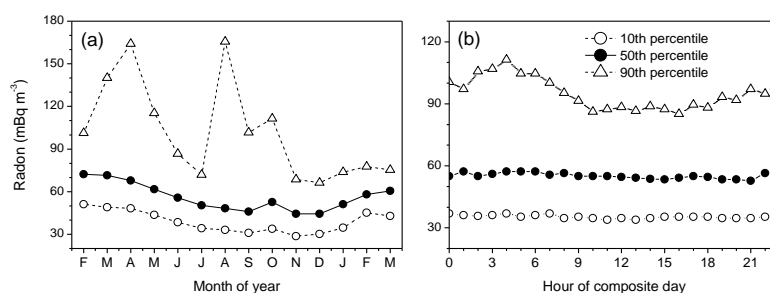 Radon (mBq m-3)
180
150
120
90
60
30
(a)
F M A M J J A S O N D J F M
Month of year
120
90
60
30
(b)
10th percentile
50th percentile
90th percentile
0 3 6 9 12 15 18 21
Hour of composite day